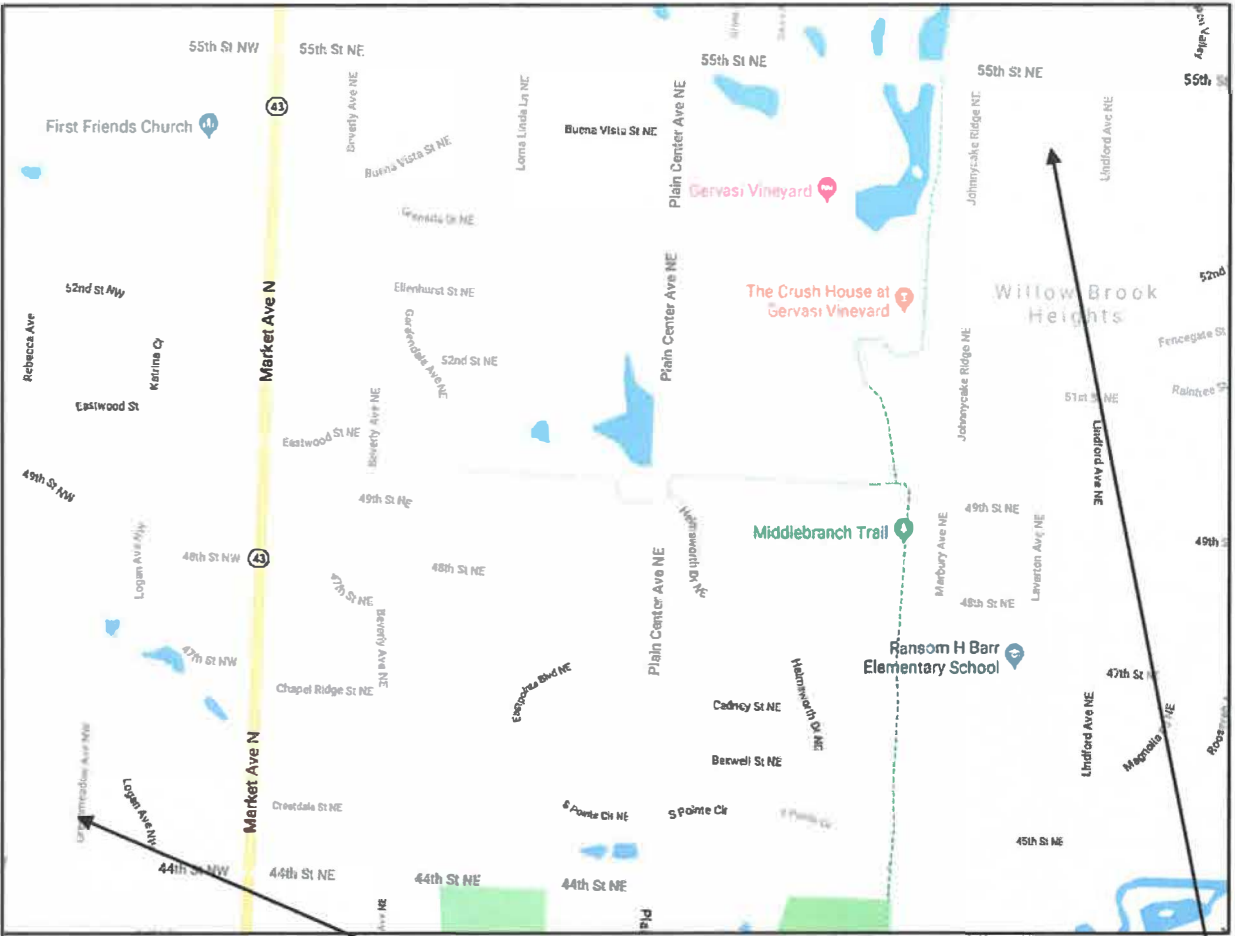 55th St NW
55th St NE
55th St NE
55th St NE
55th St
43
First Friends Church
Beverly Ave NE
Buena Vista St NE
Loma Linda Ln NE
Buena Vista St NE
Plain Center Ave NE
Johnnycake Ridge NE
Lindford Ave NE
Gervasi Vineyard
52nd St NW
Market Ave N
Ellenhurst St NE
Plain Center Ave NE
The Crush House at
Gervasi Vineyard
Willow Brook
Heights
52nd
Rebecca Ave
Katrina Ct
Gardendale Ave NE
52nd St NE
Johnnycake Ridge NE
Fencegate St
Raintree St
51st St NE
Eastwood St
Eastwood St NE
Beverly Ave NE
Lindford Ave NE
49th St NW
49th St NE
Helmsworth Dr NE
Middlebranch Trail
49th St NE
49th
Logan Ave NW
48th St NW
43
47th St NE
48th St NE
Plain Center Ave NE
Marbury Ave NE
Laverton Ave NE
48th St NE
Beverly Ave NE
47th St NW
Ransom H Barr
Elementary School
47th St
Chapel Ridge St NE
Eastpointe Blvd NE
Cadney St NE
Helmsworth Dr NE
Lindford Ave NE
Magnolia Rd NE
Bexwell St NE
Market Ave N
Logan Ave NW
Crestdale St NE
S Pointe Cir NE
S Pointe Cir
S Pointe Cir
45th St NE
44th St NW
44th St NE
44th St NE
44th St NE
Ave NE
Plai